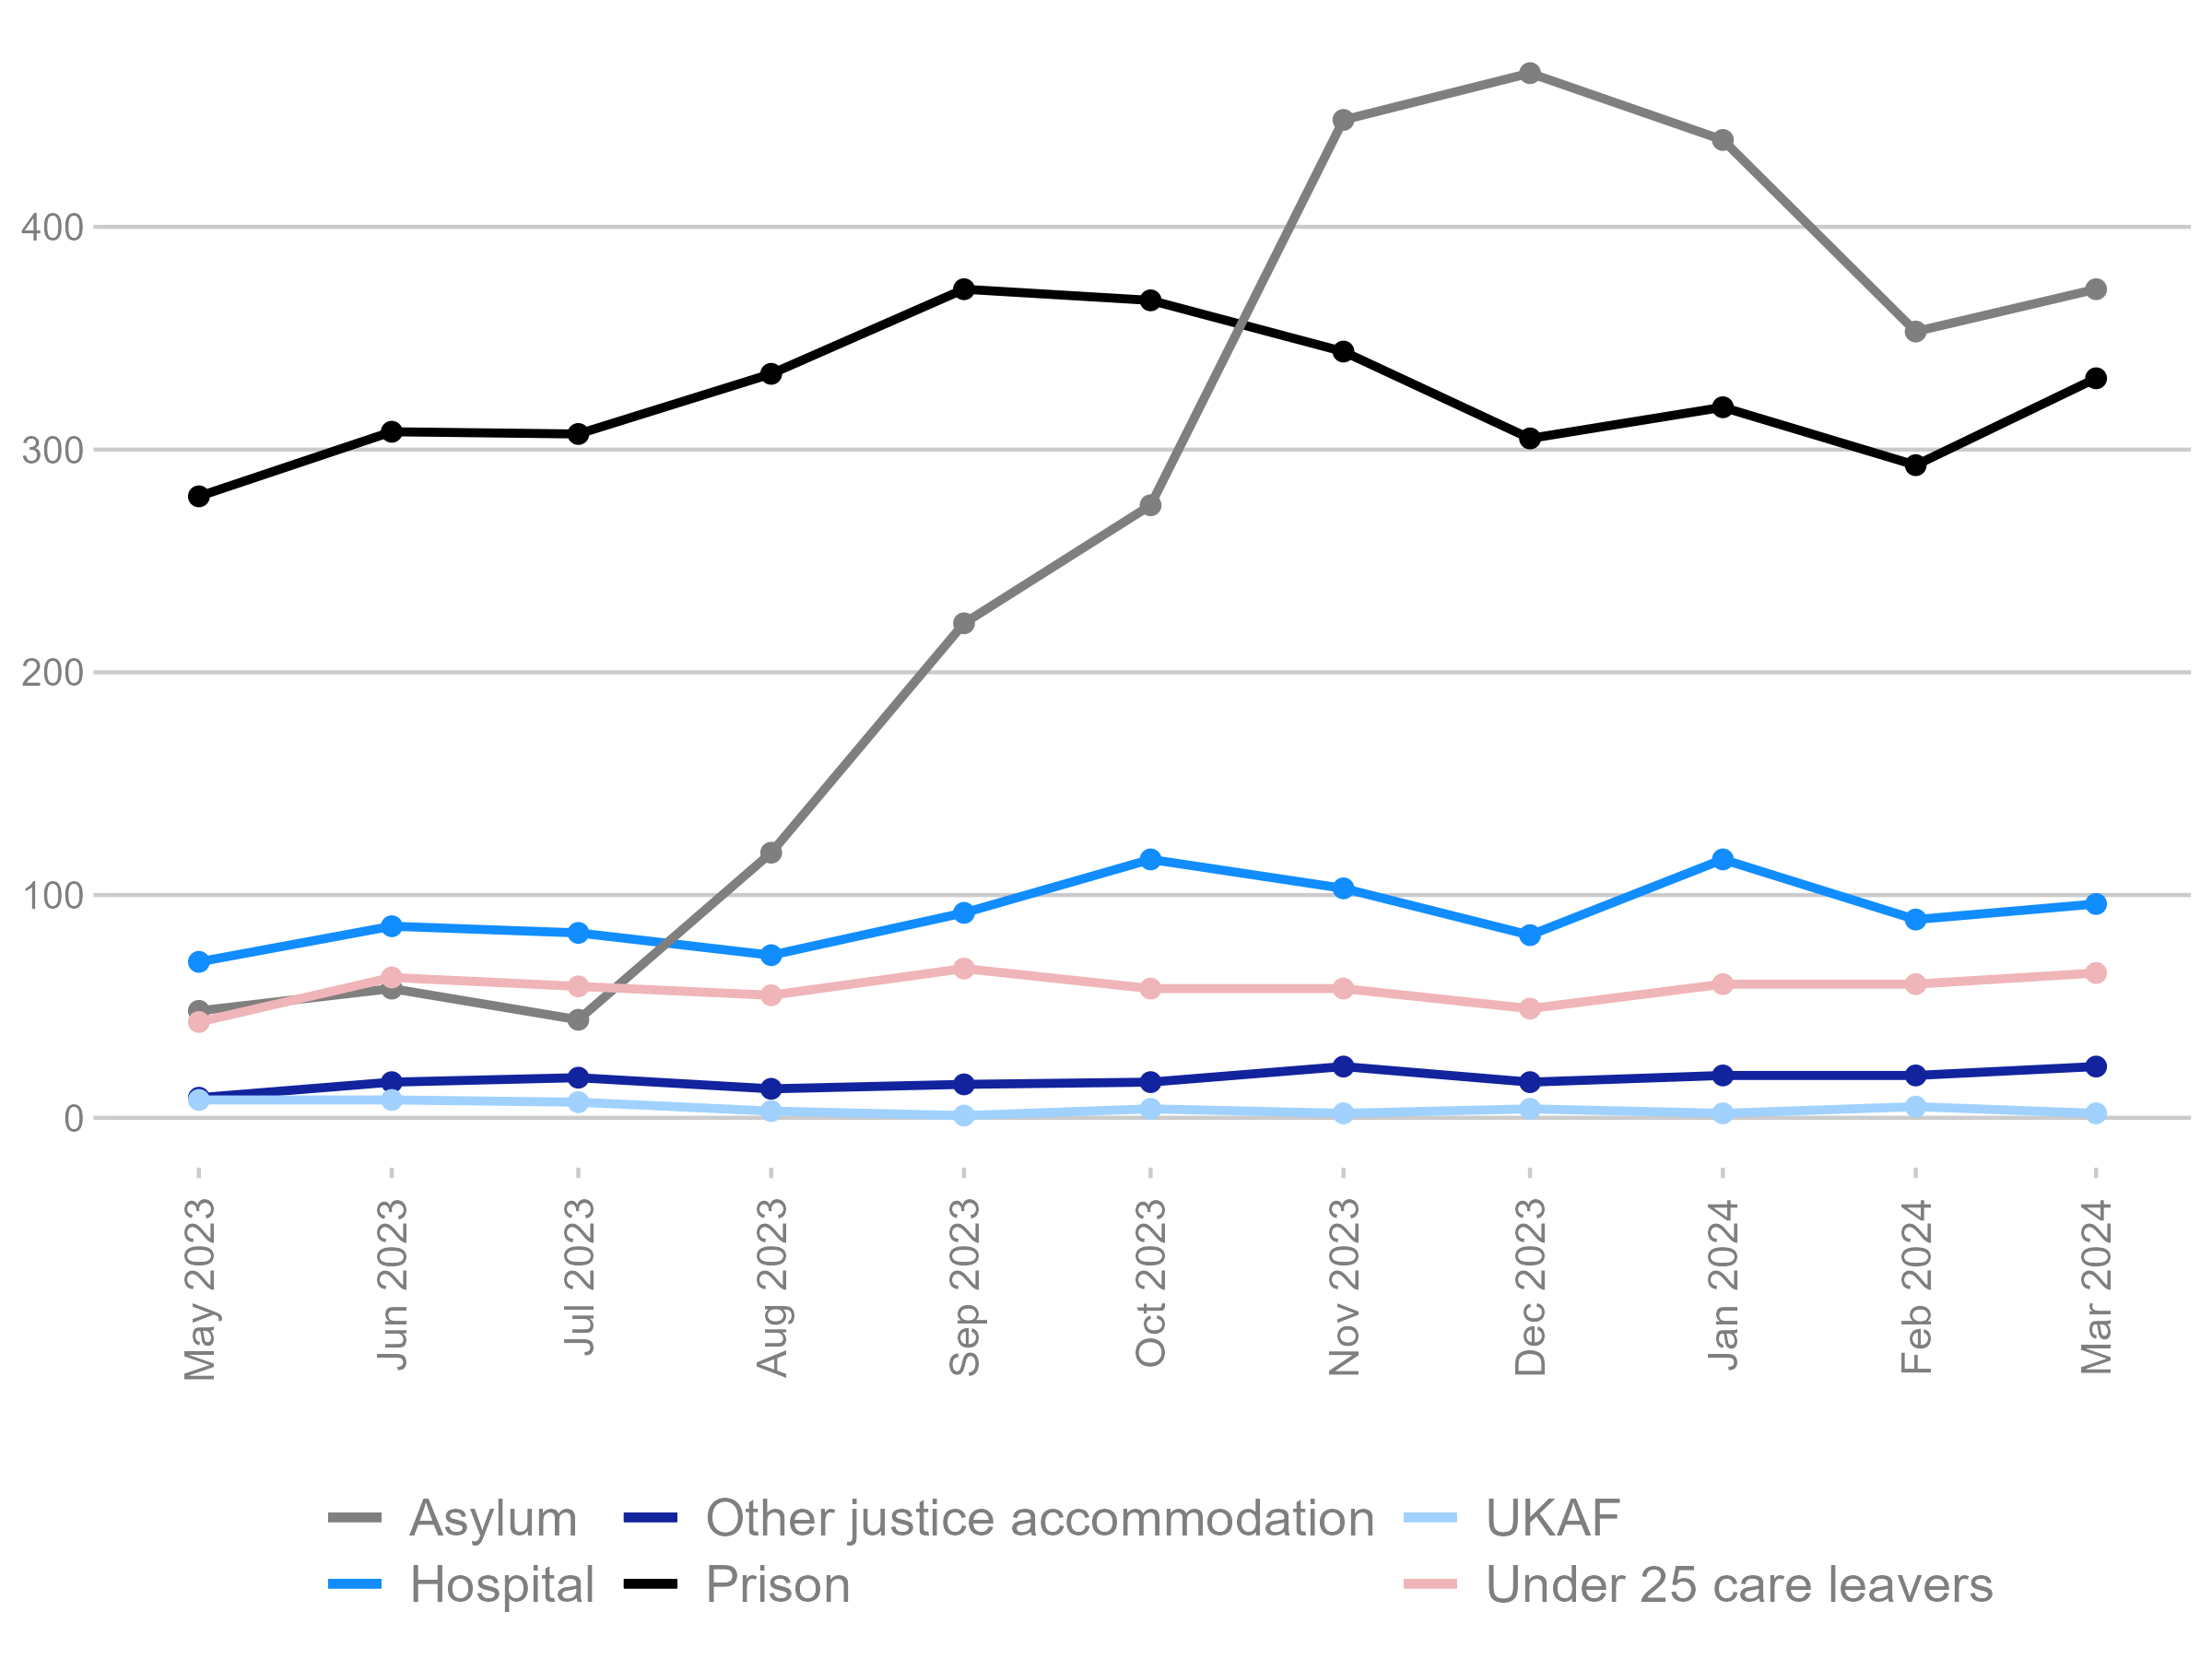 400
300
200
100
0
May 2023
Jun 2023
Jul 2023
Aug 2023
Sep 2023
Oct 2023
Nov 2023
Dec 2023
Jan 2024
Feb 2024
Mar 2024
Asylum
Other justice accommodation
UKAF
Hospital
Prison
Under 25 care leavers